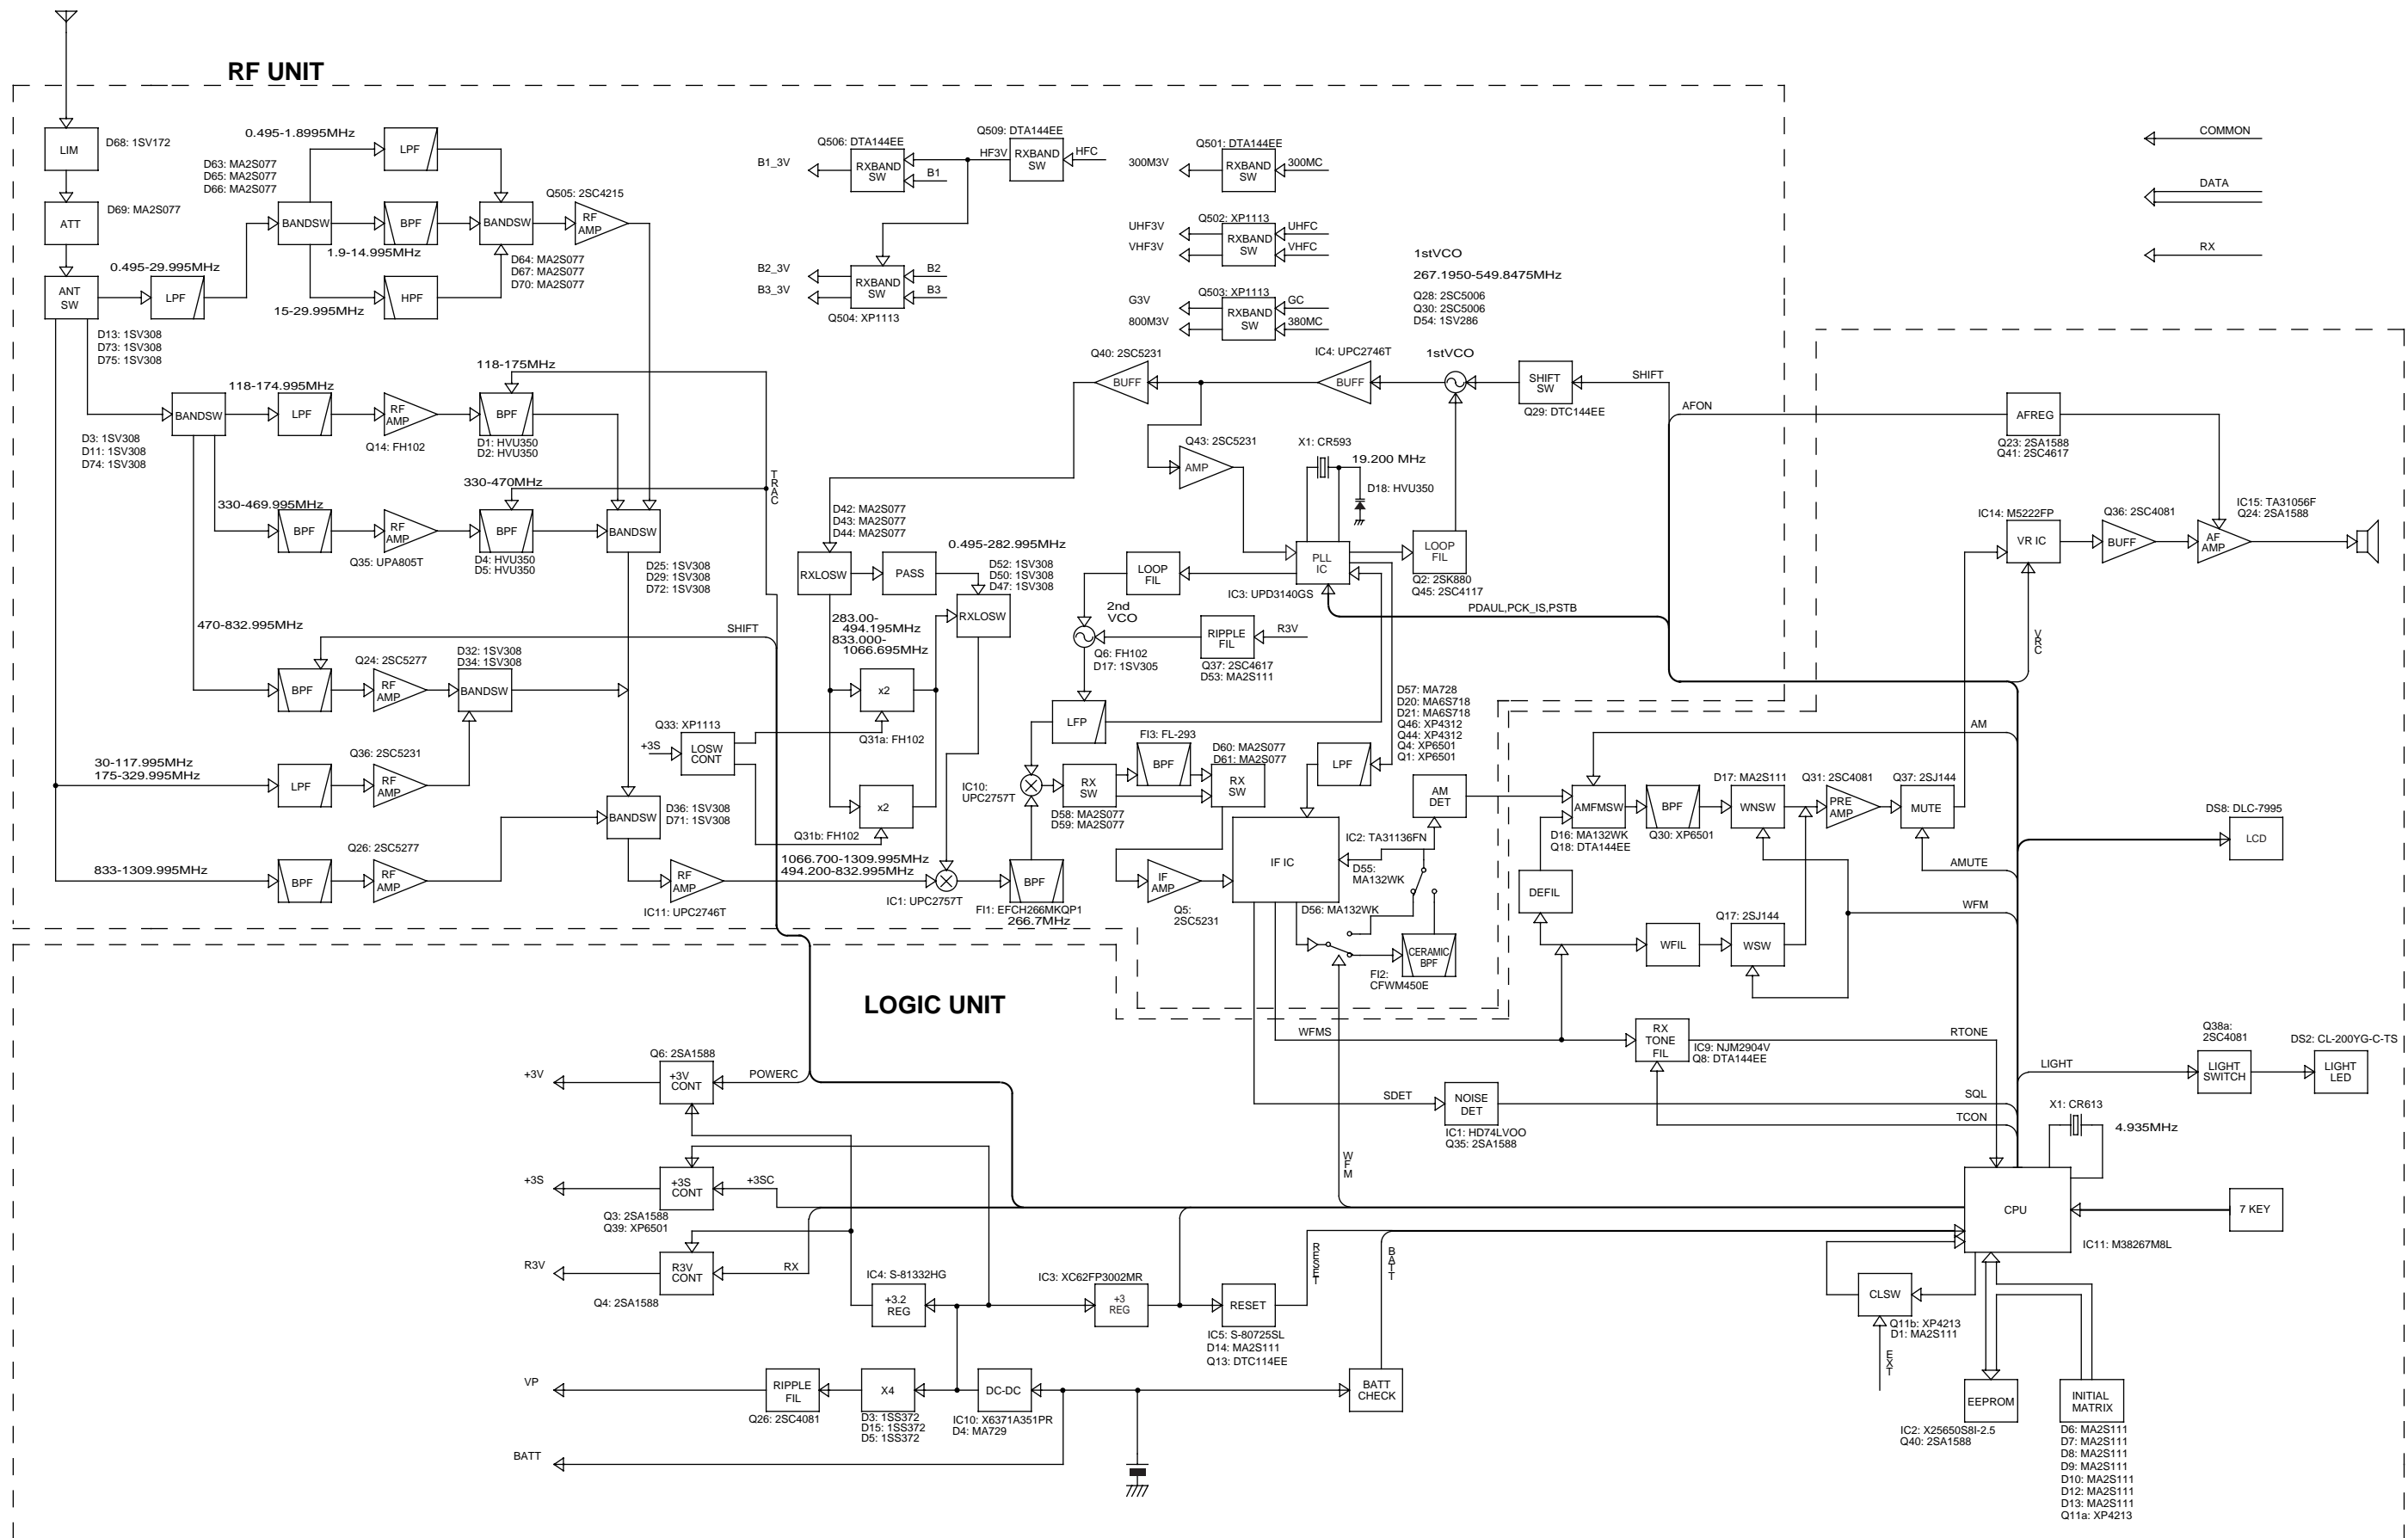 RF UNIT
LIM
D68: 1SV172
ATT
D69: MA2S077
ANT
SW
D13: 1SV308
D73: 1SV308
D75: 1SV308
0.495-29.995MHz
LPF
D63: MA2S077
D65: MA2S077
D66: MA2S077
BANDSW
0.495-1.8995MHz
LPF
BPF
1.9-14.995MHz
HPF
15-29.995MHz
BANDSW
D64: MA2S077
D67: MA2S077
D70: MA2S077
Q505: 2SC4215
RF
AMP
BANDSW
D3: 1SV308
D11: 1SV308
D74: 1SV308
118-174.995MHz
LPF
RF
AMP
Q14: FH102
118-175MHz
BPF
D1: HVU350
D2: HVU350
330-469.995MHz
BPF
RF
AMP
Q35: UPA805T
330-470MHz
BPF
D4: HVU350
D5: HVU350
BANDSW
D25: 1SV308
D29: 1SV308
D72: 1SV308
TRAC
470-832.995MHz
SHIFT
BPF
Q24: 2SC5277
RF
AMP
D32: 1SV308
D34: 1SV308
BANDSW
30-117.995MHz
175-329.995MHz
LPF
Q36: 2SC5231
RF
AMP
833-1309.995MHz
BPF
Q26: 2SC5277
RF
AMP
BANDSW
D36: 1SV308
D71: 1SV308
RF
AMP
IC11: UPC2746T
Q506: DTA144EE
B1_3V
RXBAND
SW
B1
HF3V
Q509: DTA144EE
RXBAND
SW
HFC
B2_3V
B3_3V
RXBAND
SW
B2
B3
Q504: XP1113
Q501: DTA144EE
300M3V
RXBAND
SW
300MC
Q502: XP1113
UHF3V
VHF3V
RXBAND
SW
UHFC
VHFC
Q503: XP1113
G3V
800M3V
RXBAND
SW
GC
380MC
1stVCO
267.1950-549.8475MHz
Q28: 2SC5006
Q30: 2SC5006
D54: 1SV286
COMMON
DATA
RX
Q40: 2SC5231
BUFF
IC4: UPC2746T
BUFF
1stVCO
SHIFT
SW
Q29: DTC144EE
SHIFT
Q43: 2SC5231
AMP
X1: CR593
19.200 MHz
D18: HVU350
PLL
IC
IC3: UPD3140GS
LOOP
FIL
Q2: 2SK880
Q45: 2SC4117
LOOP
FIL
PDAUL,PCK_IS,PSTB
2nd
VCO
Q6: FH102
D17: 1SV305
RIPPLE
FIL
R3V
Q37: 2SC4617
D53: MA2S111
LFP
D42: MA2S077
D43: MA2S077
D44: MA2S077
RXLOSW
PASS
0.495-282.995MHz
D52: 1SV308
D50: 1SV308
D47: 1SV308
RXLOSW
283.00-
494.195MHz
833.000-
1066.695MHz
x2
Q31a: FH102
x2
Q31b: FH102
Q33: XP1113
+3S
LOSW
CONT
1066.700-1309.995MHz
494.200-832.995MHz
IC1: UPC2757T
BPF
FI1: EFCH266MKQP1
266.7MHz
IC10:
UPC2757T
RX
SW
D58: MA2S077
D59: MA2S077
FI3: FL-293
BPF
D60: MA2S077
D61: MA2S077
RX
SW
D57: MA728
D20: MA6S718
D21: MA6S718
Q46: XP4312
Q44: XP4312
Q4: XP6501
Q1: XP6501
LPF
AM
DET
IF IC
IC2: TA31136FN
IF
AMP
Q5:
2SC5231
D55:
MA132WK
D56: MA132WK
CERAMIC
BPF
FI2:
CFWM450E
AFON
AFREG
Q23: 2SA1588
Q41: 2SC4617
IC14: M5222FP
VR IC
Q36: 2SC4081
BUFF
IC15: TA31056F
Q24: 2SA1588
AF
AMP
VRC
AM
AMFMSW
D16: MA132WK
Q18: DTA144EE
BPF
Q30: XP6501
D17: MA2S111
WNSW
Q31: 2SC4081
PRE
AMP
Q37: 2SJ144
MUTE
AMUTE
WFM
DEFIL
WFIL
Q17: 2SJ144
WSW
DS8: DLC-7995
LCD
WFMS
RX
TONE
FIL
IC9: NJM2904V
Q8: DTA144EE
RTONE
SDET
NOISE
DET
IC1: HD74LVOO
Q35: 2SA1588
SQL
TCON
LIGHT
Q38a:
2SC4081
LIGHT
SWITCH
DS2: CL-200YG-C-TS
LIGHT
LED
X1: CR613
4.935MHz
CPU
IC11: M38267M8L
7 KEY
CLSW
Q11b: XP4213
D1: MA2S111
EXT
EEPROM
IC2: X25650S8I-2.5
Q40: 2SA1588
INITIAL
MATRIX
D6: MA2S111
D7: MA2S111
D8: MA2S111
D9: MA2S111
D10: MA2S111
D12: MA2S111
D13: MA2S111
Q11a: XP4213
LOGIC UNIT
WFM
Q6: 2SA1588
+3V
+3V
CONT
POWERC
+3S
+3S
CONT
+3SC
Q3: 2SA1588
Q39: XP6501
R3V
R3V
CONT
RX
Q4: 2SA1588
IC4: S-81332HG
+3.2
REG
IC3: XC62FP3002MR
+3
REG
RESET
IC5: S-80725SL
D14: MA2S111
Q13: DTC114EE
RESET
BATT
VP
RIPPLE
FIL
Q26: 2SC4081
X4
D3: 1SS372
D15: 1SS372
D5: 1SS372
DC-DC
IC10: X6371A351PR
D4: MA729
BATT
CHECK
BATT